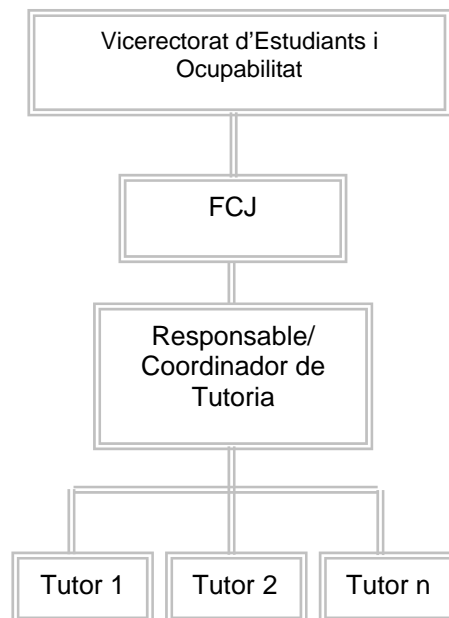 Vicerectorat d’Estudiants i
Ocupabilitat
FCJ
Responsable/
Coordinador de
Tutoria
Tutor 1
Tutor 2
Tutor n